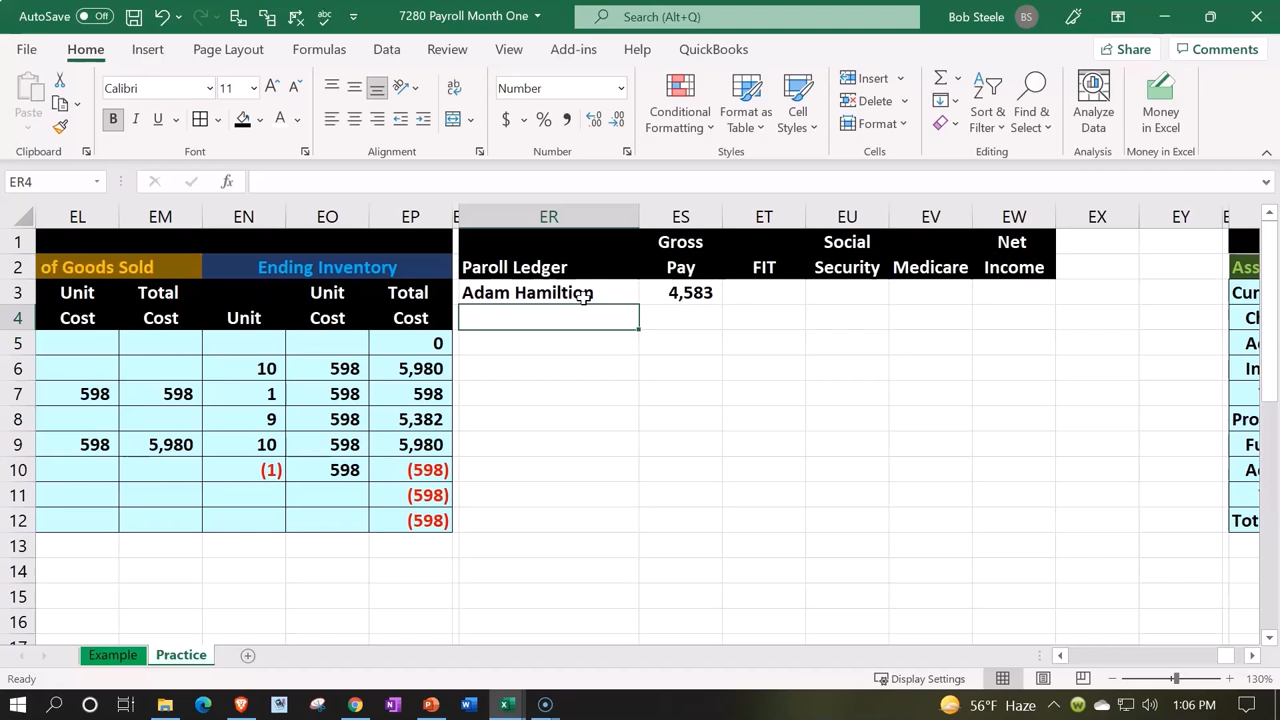 AutoSave Off 7280 Payroll Month One Search (Alt+Q) Bob Steele BS
File Home Insert Page Layout Formulas Data Review View Add-ins Help QuickBooks Share Comments
Paste Calibri 11 Number Conditional Formatting Format as Table Cell Styles Insert Delete Format Sort & Filter Find & Select Analyze Data Money in Excel
Clipboard Font Alignment Number Styles Cells Editing Analysis Money in Excel
ER4 fx
EL EM EN EO EP E ER ES ET EU EV EW EX EY E
1 Gross Social Net
2 of Goods Sold Ending Inventory Paroll Ledger Pay FIT Security Medicare Income Ass
3 Unit Total Unit Total Adam Hamiltion 4,583 Cur
4 Cost Cost Unit Cost Cost Ch
5 0 Ac
6 10 598 5,980 In
7 598 598 1 598 598
8 9 598 5,382 Pro
9 598 5,980 10 598 5,980 Fu
10 (1) 598 (598) Ac
11 (598)
12 (598) Tot
13
14
15
16
17
Example Practice
Ready Display Settings 130%
56°F Haze 1:06 PM